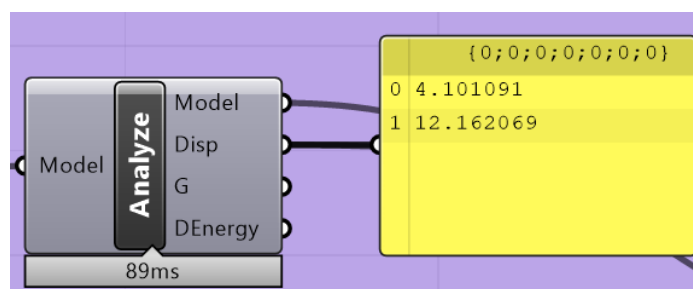 Model
Analyze
Model
Disp
G
DEnergy
89ms
{0;0;0;0;0;0;0}
0 4.101091
1 12.162069